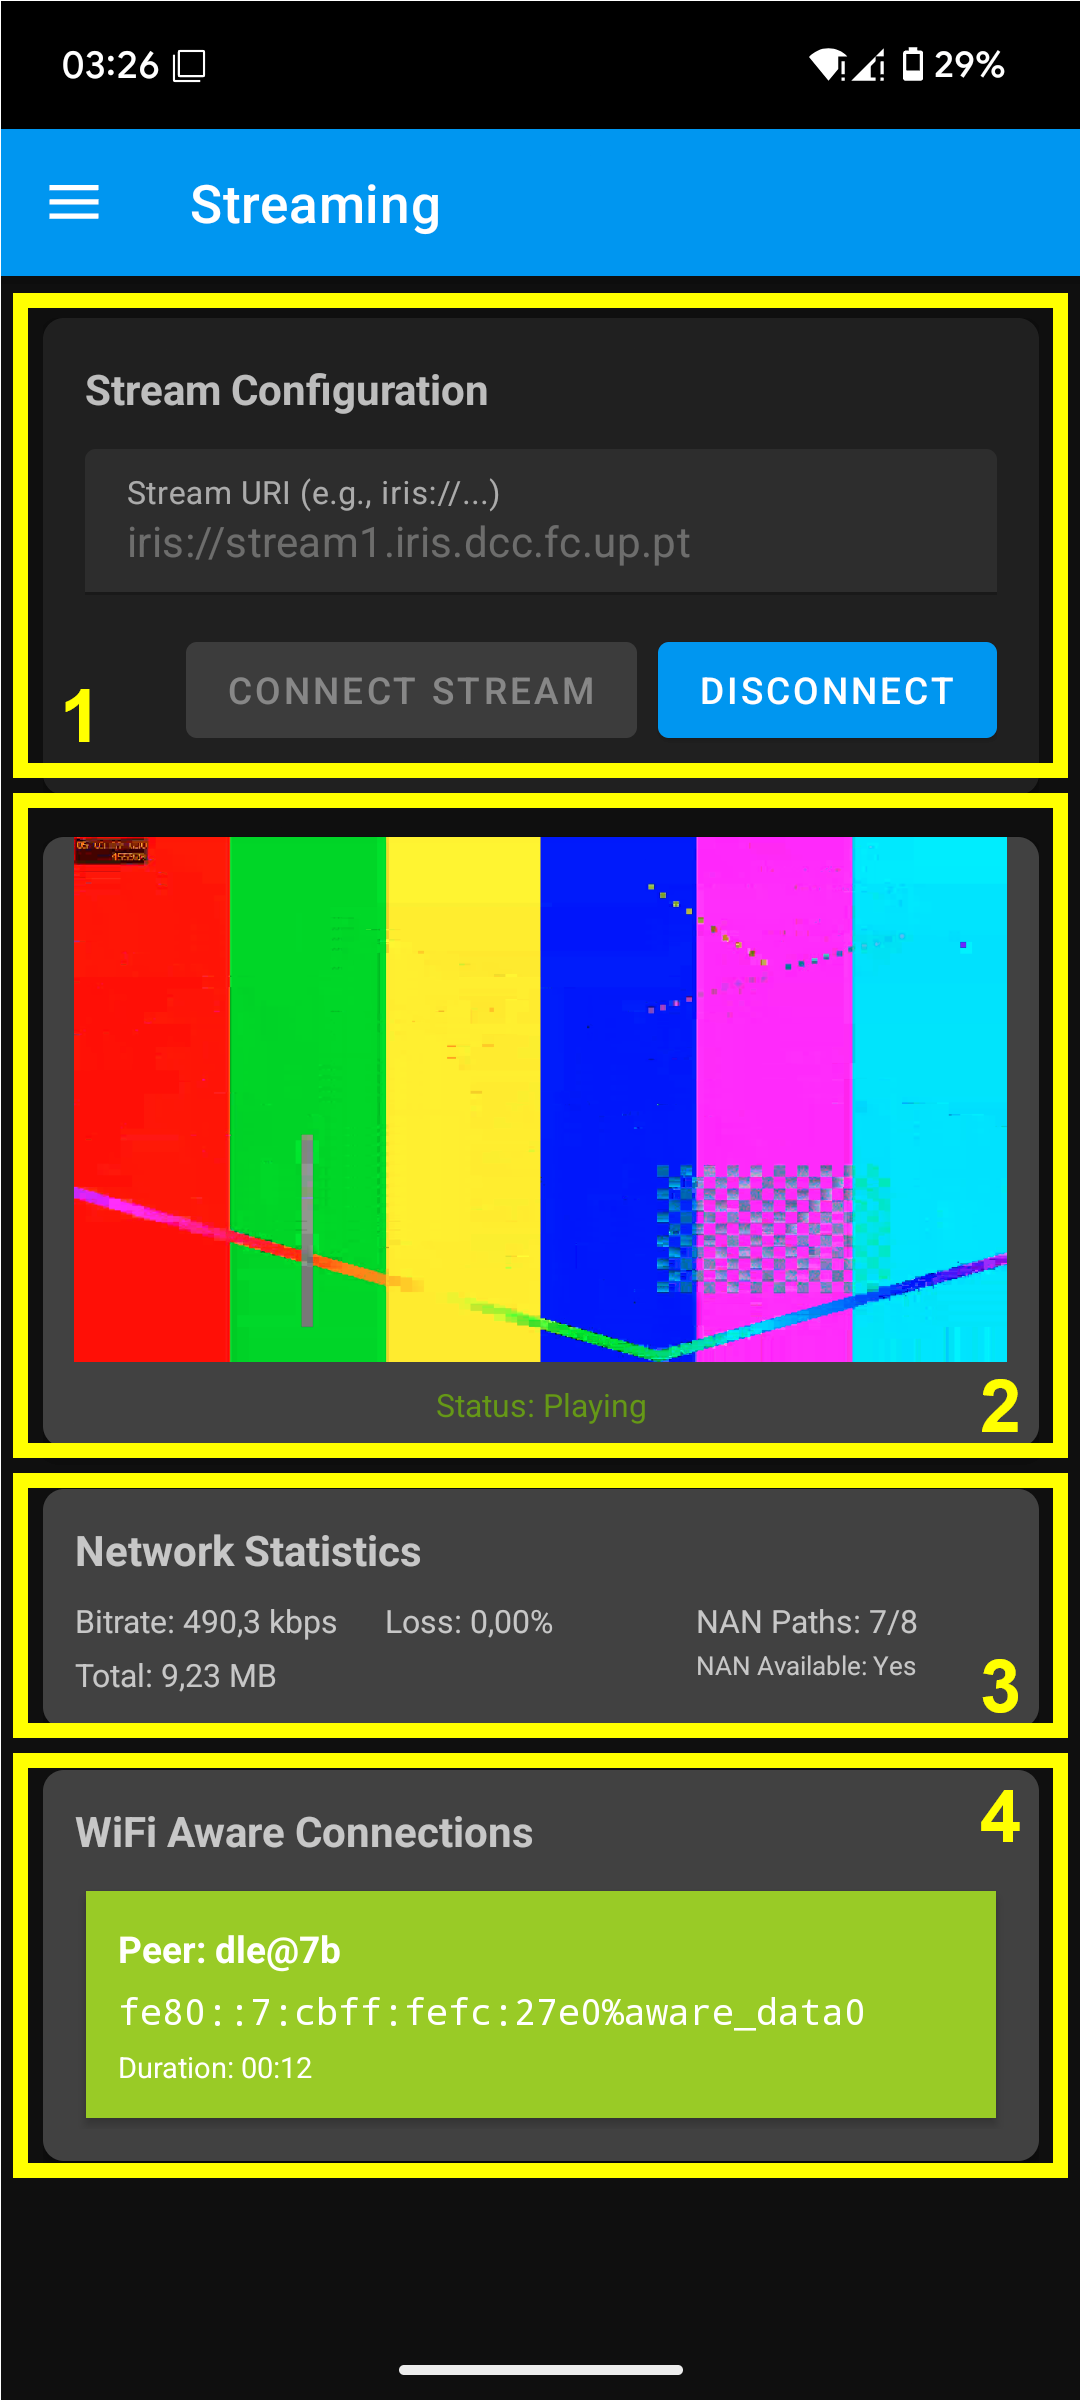 03:26 29%
Streaming
Stream Configuration
Stream URI (e.g., iris://...)
iris://stream1.iris.dcc.fc.up.pt
CONNECT STREAM DISCONNECT
1
Status: Playing
2
Network Statistics
Bitrate: 490,3 kbps Loss: 0,00% NAN Paths: 7/8
Total: 9,23 MB NAN Available: Yes
3
WiFi Aware Connections
4
Peer: dle@7b
fe80::7:cbff:fefc:27e0%aware_data0
Duration: 00:12